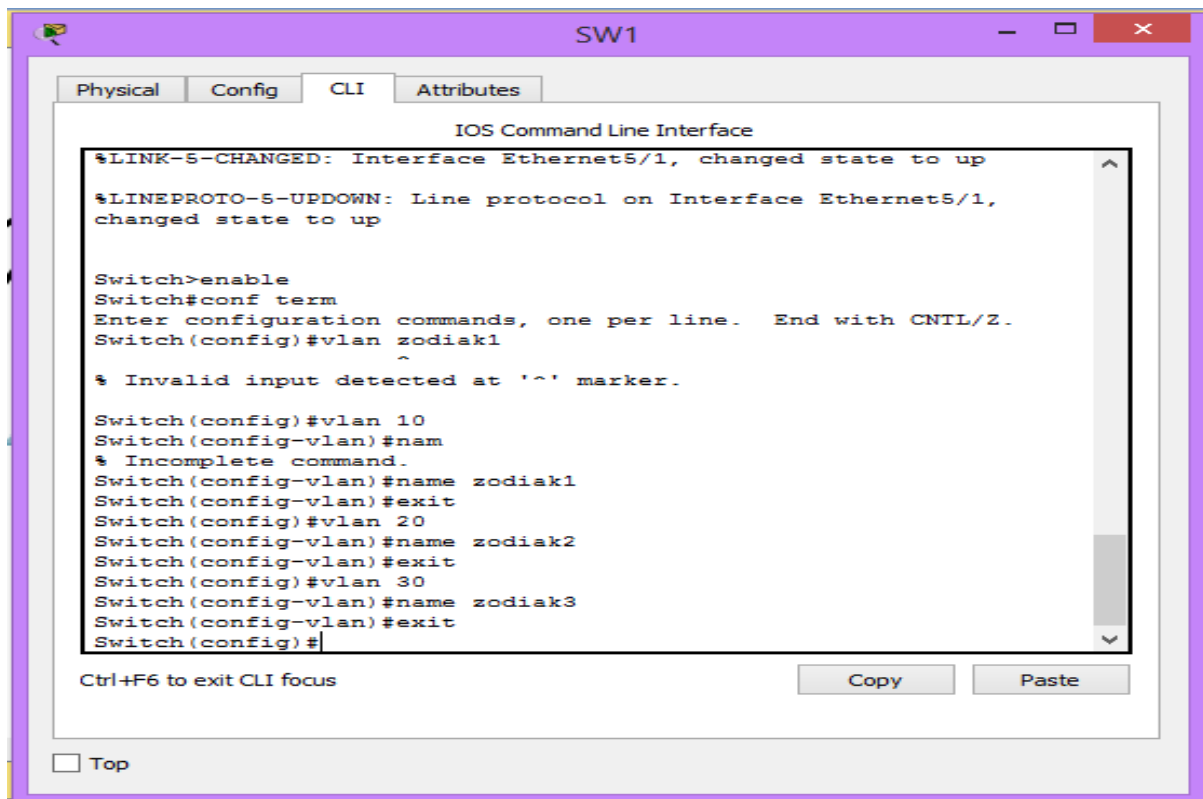 SW1
Physical Config CLI Attributes
IOS Command Line Interface
%LINK-5-CHANGED: Interface Ethernet5/1, changed state to up
%LINEPROTO-5-UPDOWN: Line protocol on Interface Ethernet5/1,
changed state to up
Switch>enable
Switch#conf term
Enter configuration commands, one per line.  End with CNTL/Z.
Switch(config)#vlan zodiak1
^
% Invalid input detected at '^' marker.
Switch(config)#vlan 10
Switch(config-vlan)#nam
% Incomplete command.
Switch(config-vlan)#name zodiak1
Switch(config-vlan)#exit
Switch(config)#vlan 20
Switch(config-vlan)#name zodiak2
Switch(config-vlan)#exit
Switch(config)#vlan 30
Switch(config-vlan)#name zodiak3
Switch(config-vlan)#exit
Switch(config)#
Ctrl+F6 to exit CLI focus
Copy Paste
Top